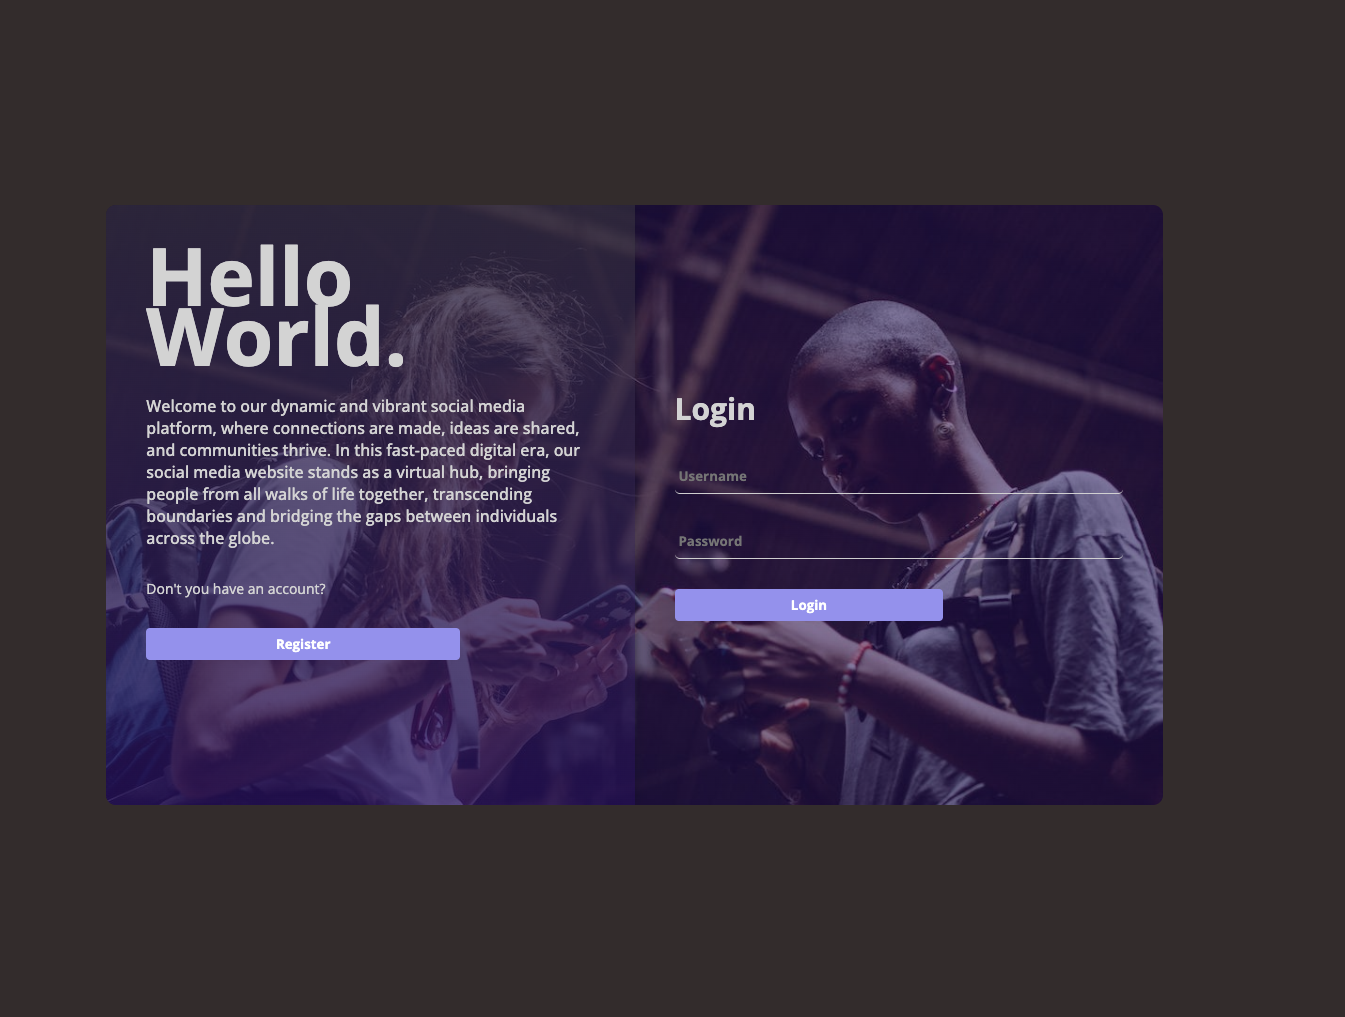 Hello
World.
Welcome to our dynamic and vibrant social media
platform, where connections are made, ideas are shared,
and communities thrive. In this fast-paced digital era, our
social media website stands as a virtual hub, bringing
people from all walks of life together, transcending
boundaries and bridging the gaps between individuals
across the globe.
Don't you have an account?
Register
Login
Username
Password
Login